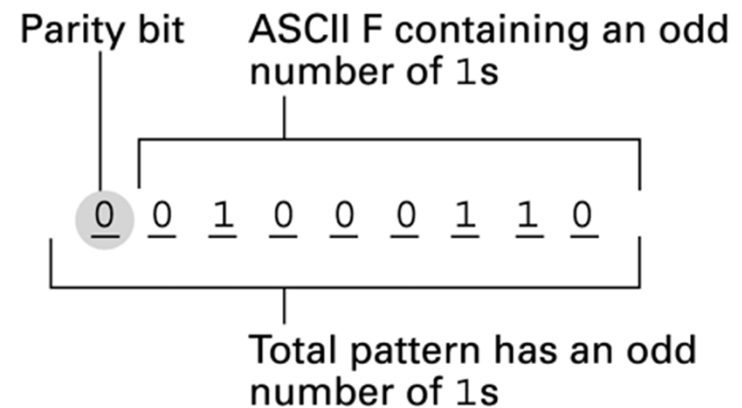 Parity bit
ASCII F containing an odd
number of 1s
0 0 1 0 0 0 1 1 0
Total pattern has an odd
number of 1s